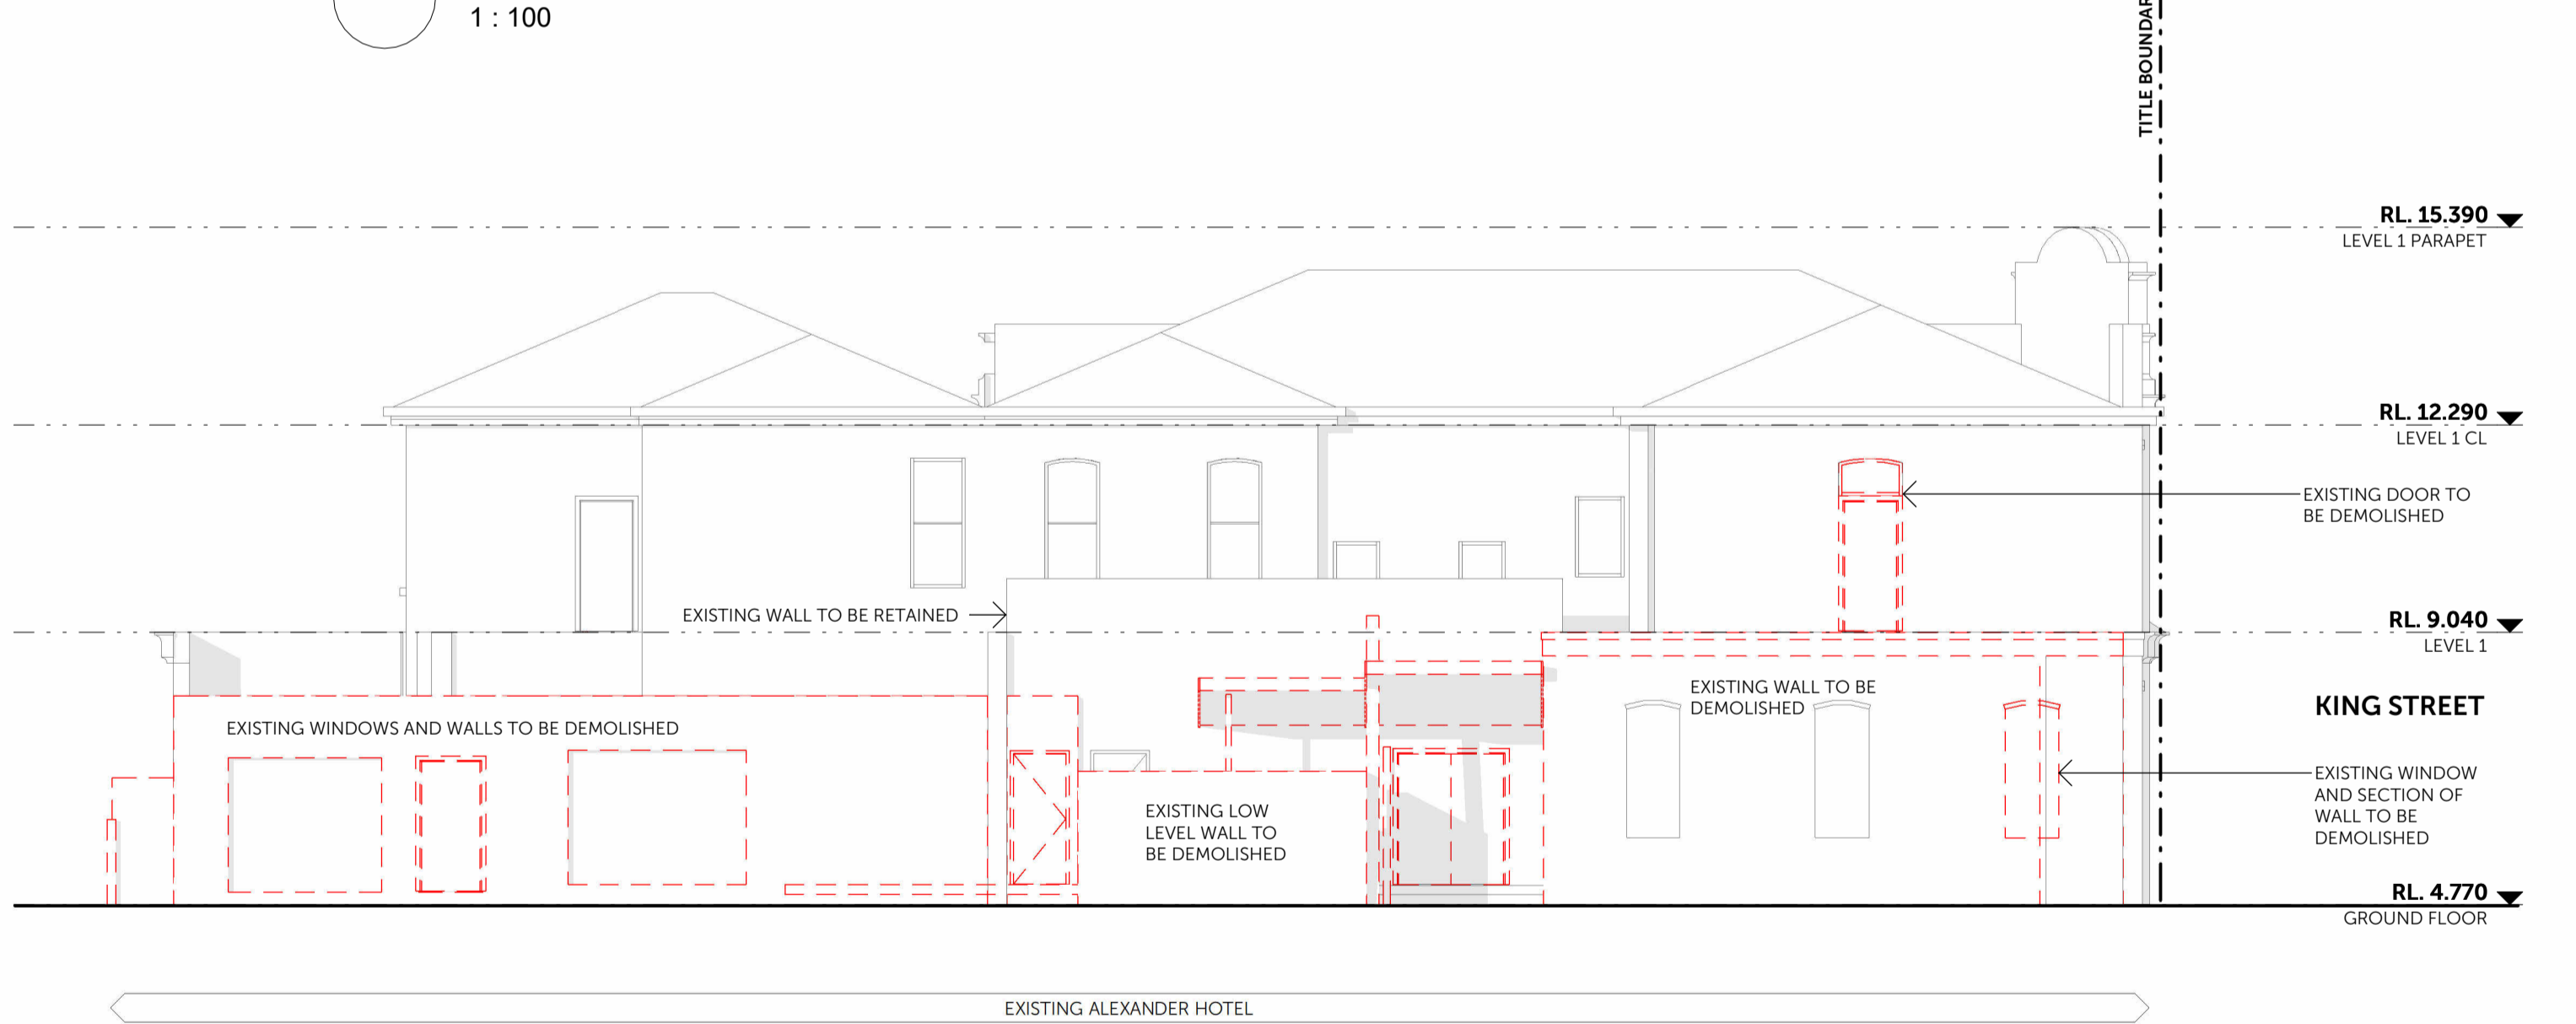 1 : 100
TITLE BOUNDAR
RL. 15.390
LEVEL 1 PARAPET
RL. 12.290
LEVEL 1 CL
EXISTING DOOR TO
BE DEMOLISHED
EXISTING WALL TO BE RETAINED
RL. 9.040
LEVEL 1
EXISTING WALL TO BE
DEMOLISHED
KING STREET
EXISTING WINDOWS AND WALLS TO BE DEMOLISHED
EXISTING WINDOW
AND SECTION OF
WALL TO BE
DEMOLISHED
EXISTING LOW
LEVEL WALL TO
BE DEMOLISHED
RL. 4.770
GROUND FLOOR
EXISTING ALEXANDER HOTEL